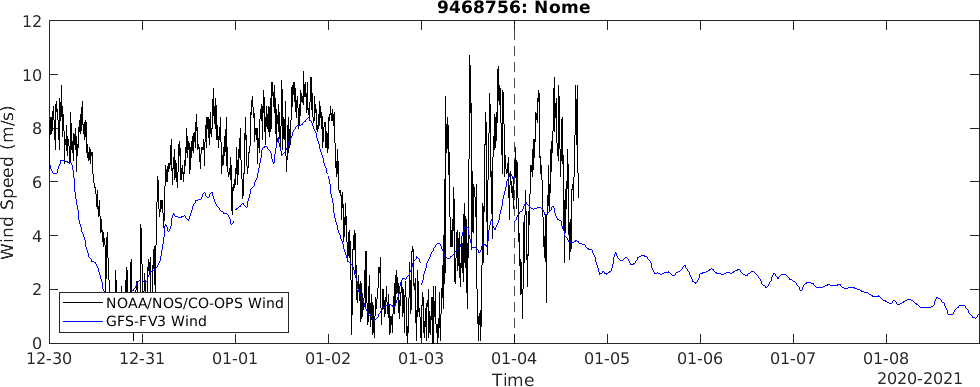 9468756: Nome
12
10
8
6
4
2
0
Wind Speed (m/s)
NOAA/NOS/CO-OPS Wind
GFS-FV3 Wind
12-30 12-31 01-01 01-02 01-03 01-04 01-05 01-06 01-07 01-08
Time
2020-2021